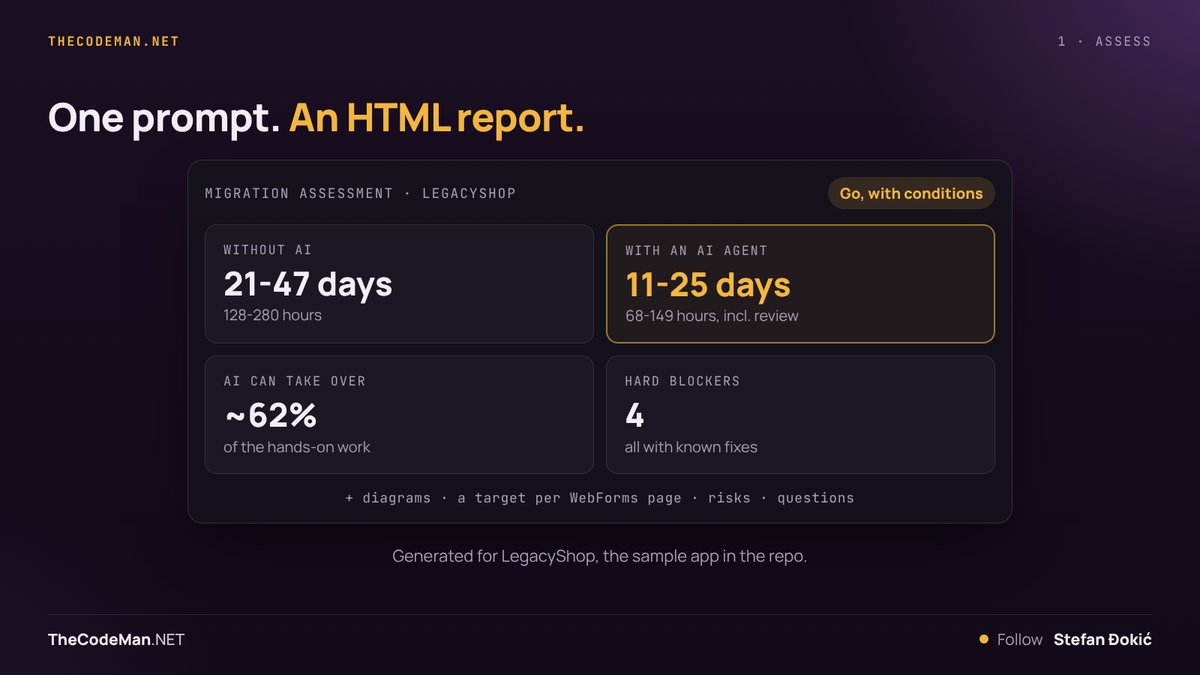 THECODEMAN.NET
1 · ASSESS
One prompt. An HTML report.
MIGRATION ASSESSMENT · LEGACYSHOP
Go, with conditions
WITHOUT AI
21-47 days
128-280 hours
WITH AN AI AGENT
11-25 days
68-149 hours, incl. review
AI CAN TAKE OVER
~62%
of the hands-on work
HARD BLOCKERS
4
all with known fixes
+ diagrams · a target per WebForms page · risks · questions
Generated for LegacyShop, the sample app in the repo.
TheCodeMan.NET
Follow Stefan Đokić